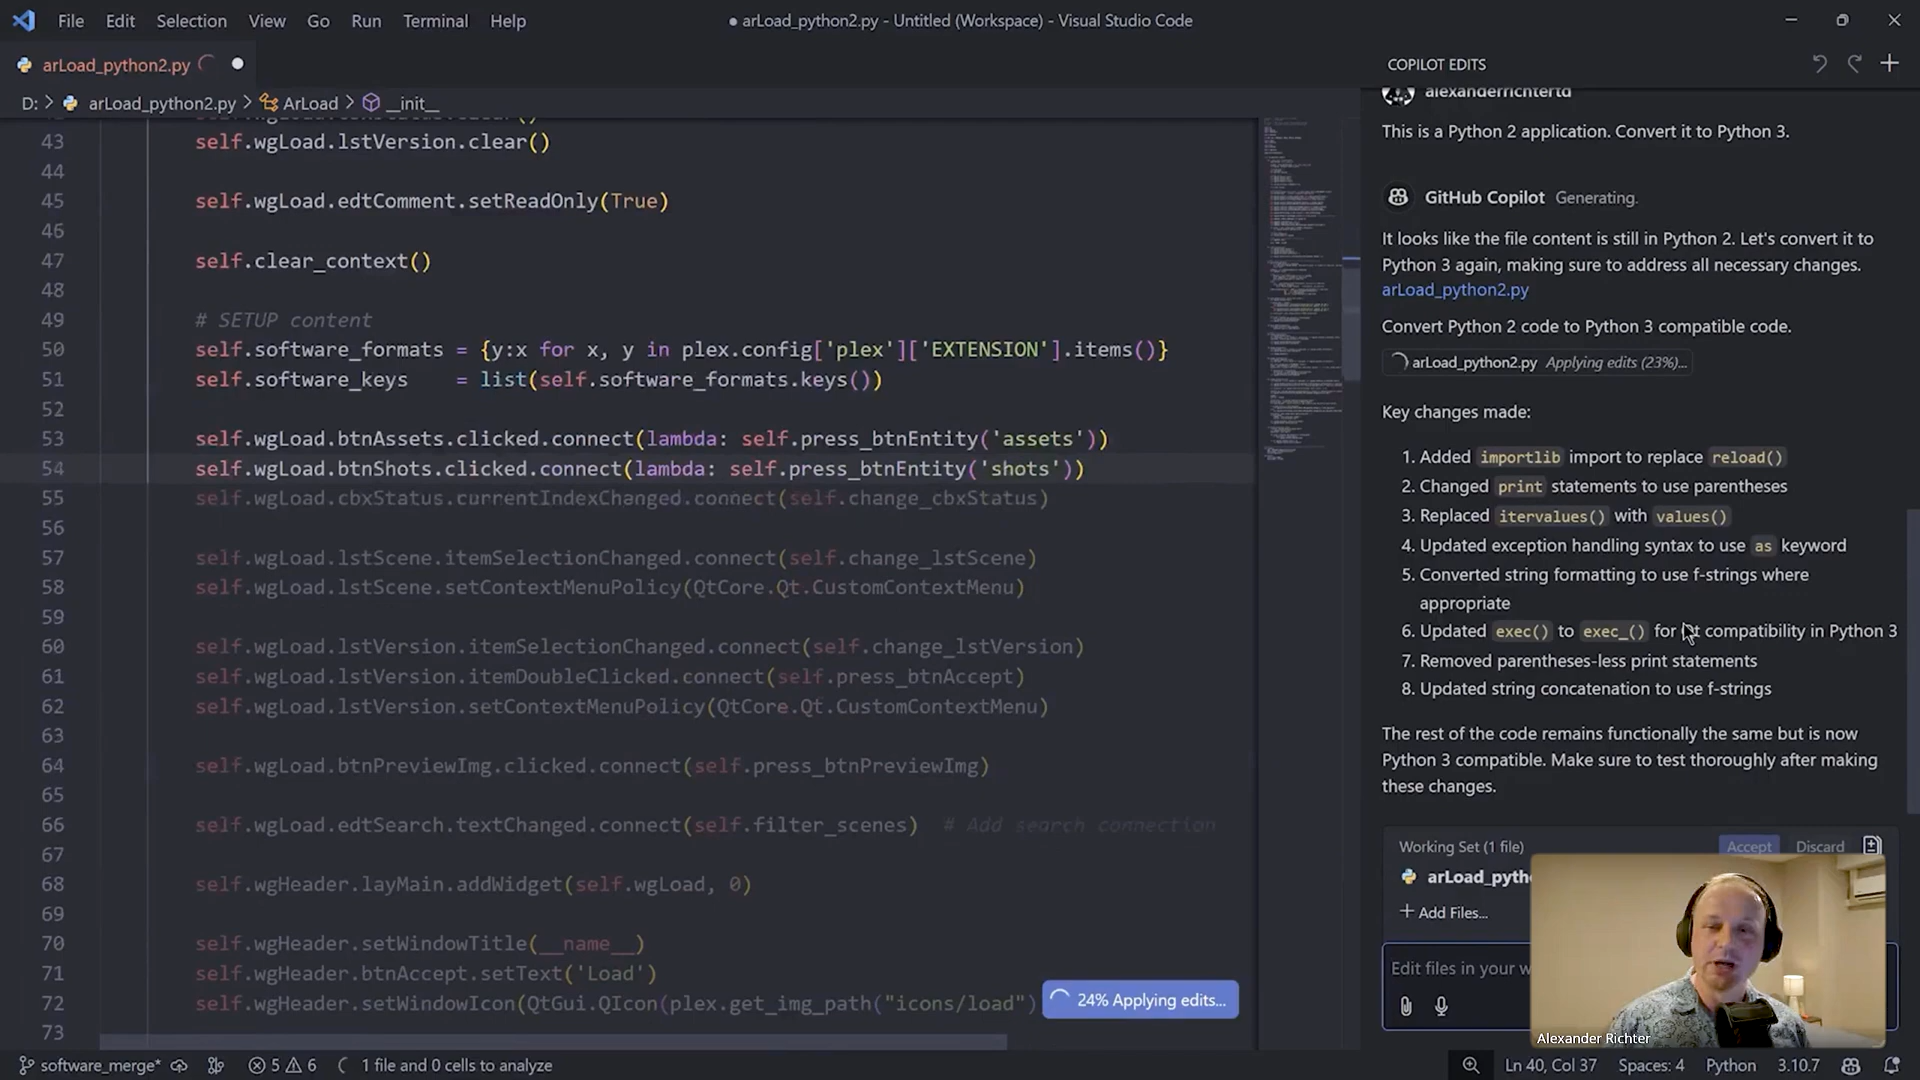 File Edit Selection View Go Run Terminal Help
● arLoad_python2.py - Untitled (Workspace) - Visual Studio Code
arLoad_python2.py
D: > arLoad_python2.py > ArLoad > __init__
43 self.wgLoad.lstVersion.clear()
44
45 self.wgLoad.edtComment.setReadOnly(True)
46
47 self.clear_context()
48
49 # SETUP content
50 self.software_formats = {y:x for x, y in plex.config['plex']['EXTENSION'].items()}
51 self.software_keys    = list(self.software_formats.keys())
52
53 self.wgLoad.btnAssets.clicked.connect(lambda: self.press_btnEntity('assets'))
54 self.wgLoad.btnShots.clicked.connect(lambda: self.press_btnEntity('shots'))
55 self.wgLoad.cbxStatus.currentIndexChanged.connect(self.change_cbxStatus)
56
57 self.wgLoad.lstScene.itemSelectionChanged.connect(self.change_lstScene)
58 self.wgLoad.lstScene.setContextMenuPolicy(QtCore.Qt.CustomContextMenu)
59
60 self.wgLoad.lstVersion.itemSelectionChanged.connect(self.change_lstVersion)
61 self.wgLoad.lstVersion.itemDoubleClicked.connect(self.press_btnAccept)
62 self.wgLoad.lstVersion.setContextMenuPolicy(QtCore.Qt.CustomContextMenu)
63
64 self.wgLoad.btnPreviewImg.clicked.connect(self.press_btnPreviewImg)
65
66 self.wgLoad.edtSearch.textChanged.connect(self.filter_scenes)  # Add search connection
67
68 self.wgHeader.layMain.addWidget(self.wgLoad, 0)
69
70 self.wgHeader.setWindowTitle(__name__)
71 self.wgHeader.btnAccept.setText('Load')
72 self.wgHeader.setWindowIcon(QtGui.QIcon(plex.get_img_path("icons/load")
73
24% Applying edits...
COPILOT EDITS
alexanderrichtertd
This is a Python 2 application. Convert it to Python 3.
GitHub Copilot Generating.
It looks like the file content is still in Python 2. Let's convert it to
Python 3 again, making sure to address all necessary changes.
arLoad_python2.py
Convert Python 2 code to Python 3 compatible code.
arLoad_python2.py Applying edits (23%)...
Key changes made:
1. Added importlib import to replace reload()
2. Changed print statements to use parentheses
3. Replaced itervalues() with values()
4. Updated exception handling syntax to use as keyword
5. Converted string formatting to use f-strings where
appropriate
6. Updated exec() to exec_() for Qt compatibility in Python 3
7. Removed parentheses-less print statements
8. Updated string concatenation to use f-strings
The rest of the code remains functionally the same but is now
Python 3 compatible. Make sure to test thoroughly after making
these changes.
Working Set (1 file) Accept Discard
arLoad_pytho
+ Add Files...
Edit files in your w
Alexander Richter
software_merge* 5 6 1 file and 0 cells to analyze Ln 40, Col 37 Spaces: 4 Python 3.10.7